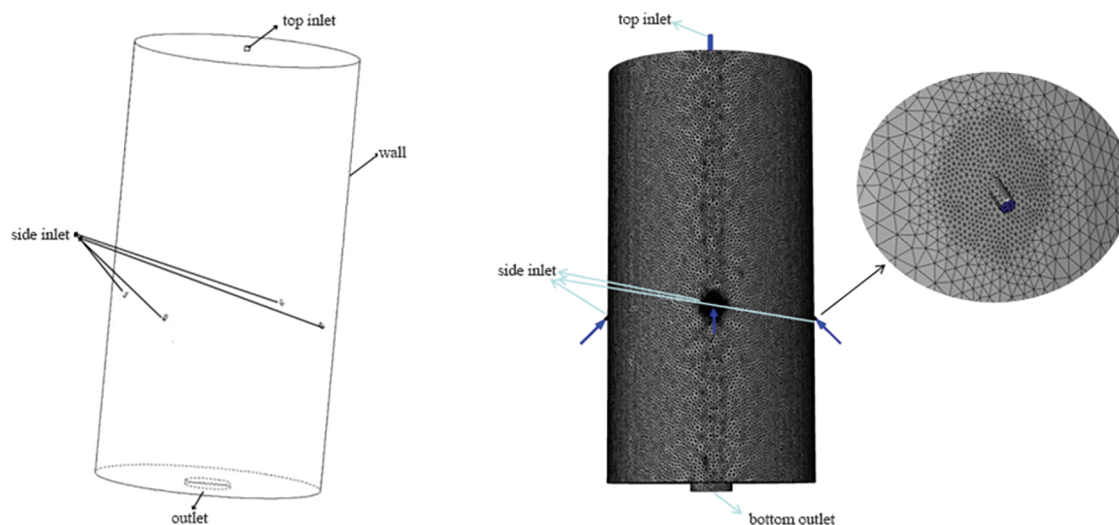 top inlet
wall
side inlet
outlet
top inlet
side inlet
bottom outlet